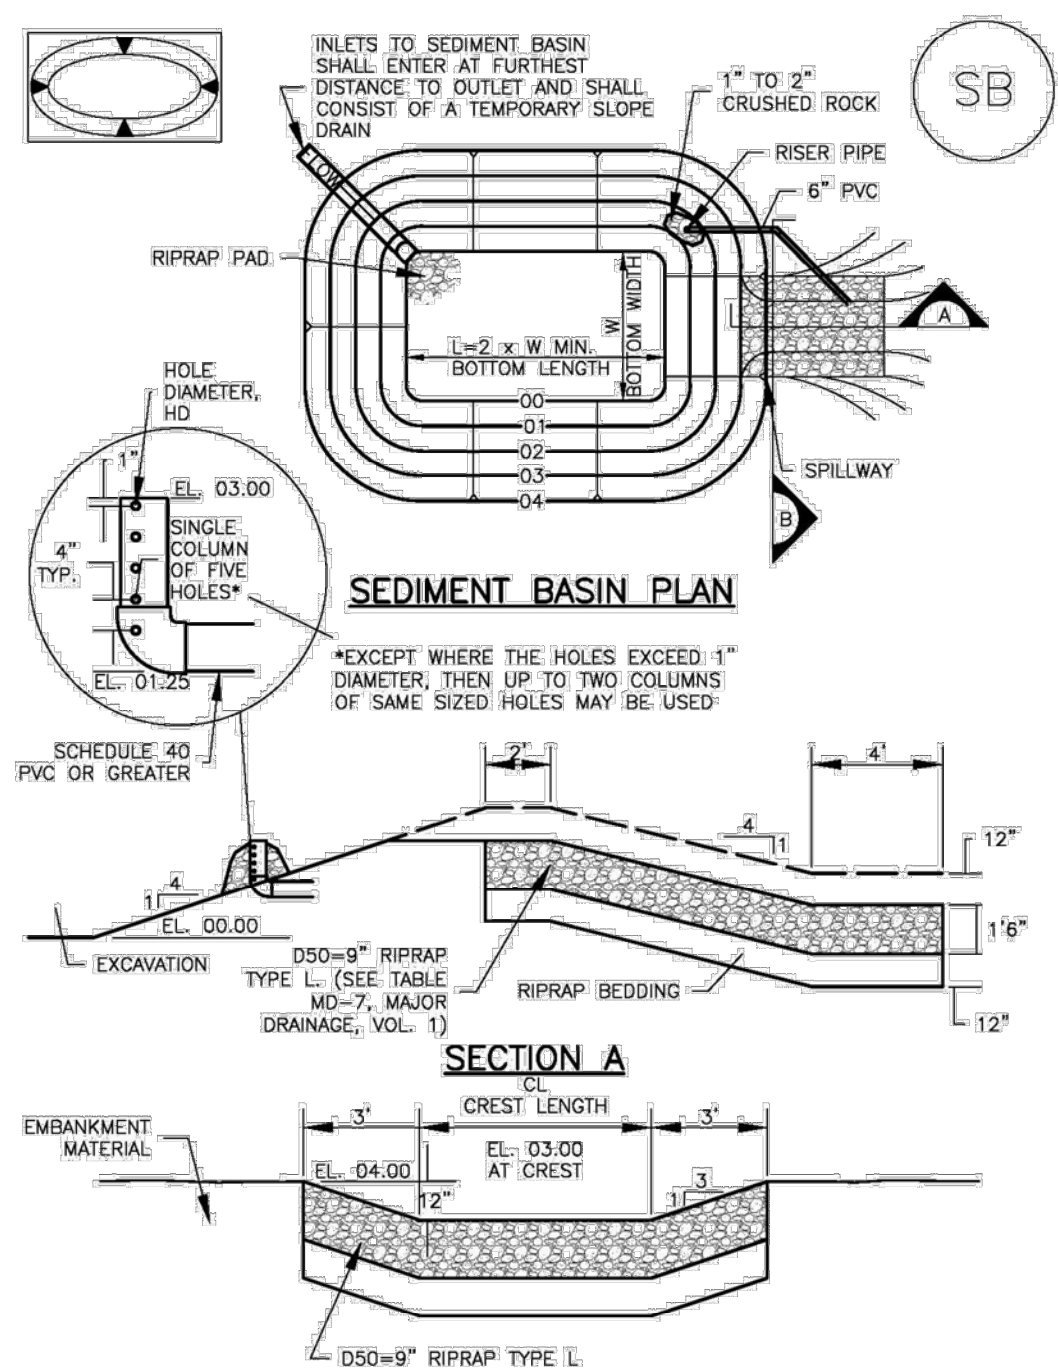 INLETS TO SEDIMENT BASIN
SHALL ENTER AT FURTHEST
DISTANCE TO OUTLET AND SHALL
CONSIST OF A TEMPORARY SLOPE
DRAIN
1" TO 2"
CRUSHED ROCK
SB
RISER PIPE
6" PVC
FLOW
RIPRAP PAD
A
W
BOTTOM WIDTH
L=2 x W MIN.
BOTTOM LENGTH
00
01
02
03
04
SPILLWAY
B
HOLE
DIAMETER,
HD
1"
EL. 03.00
4"
TYP.
SINGLE
COLUMN
OF FIVE
HOLES*
EL. 01.25
SEDIMENT BASIN PLAN
*EXCEPT WHERE THE HOLES EXCEED 1"
DIAMETER, THEN UP TO TWO COLUMNS
OF SAME SIZED HOLES MAY BE USED
SCHEDULE 40
PVC OR GREATER
2'
4'
4
1
12"
4
1
EL. 00.00
1'6"
EXCAVATION
D50=9" RIPRAP
TYPE L. (SEE TABLE
MD-7, MAJOR
DRAINAGE, VOL. 1)
RIPRAP BEDDING
12"
SECTION A
CL
CREST LENGTH
3'
3'
EMBANKMENT
MATERIAL
EL. 04.00
EL. 03.00
AT CREST
12"
3
1
D50=9" RIPRAP TYPE L